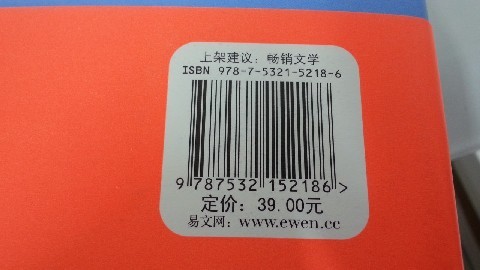 上架建议：畅销文学
ISBN 978-7-5321-5218-6
9 787532 152186 >
定价：39.00元
易文网：www.ewen.cc